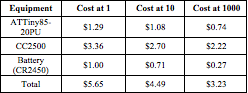 Equipment Cost at 1 Cost at 10 Cost at 1000
ATTiny85-
20PU $1.29 $1.08 $0.74
CC2500 $3.36 $2.70 $2.22
Battery
(CR2450) $1.00 $0.71 $0.27
Total $5.65 $4.49 $3.23